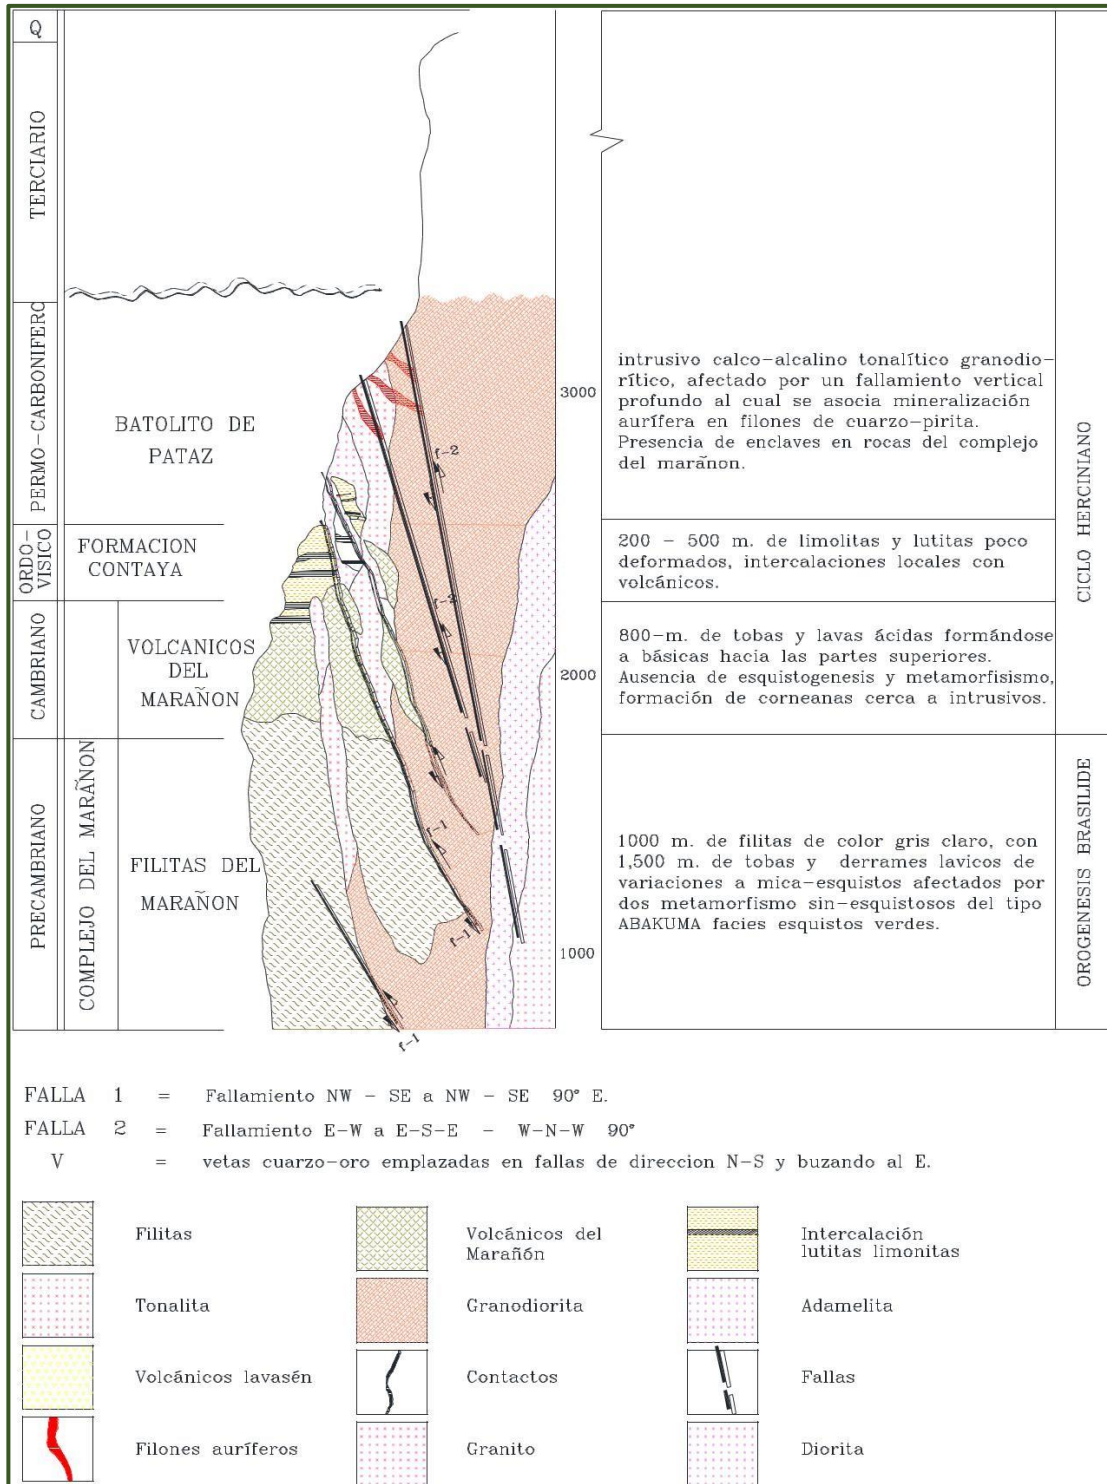 Q
TERCIARIO
PERMO-CARBONIFERO
ORDO-
VISICO
CAMBRIANO
PRECAMBRIANO
COMPLEJO DEL MARAÑON
BATOLITO DE
PATAZ
FORMACION
CONTAYA
VOLCANICOS
DEL
MARAÑON
FILITAS DEL
MARAÑON
f-2
f-2
f-1
f-1
f-1
3000
2000
1000
intrusivo calco-alcalino tonalítico granodio-
rítico, afectado por un fallamiento vertical
profundo al cual se asocia mineralización
aurífera en filones de cuarzo-pirita.
Presencia de enclaves en rocas del complejo
del marãnon.
200 - 500 m. de limolitas y lutitas poco
deformados, intercalaciones locales con
volcánicos.
800-m. de tobas y lavas ácidas formándose
a básicas hacia las partes superiores.
Ausencia de esquistogenesis y metamorfisismo,
formación de corneanas cerca a intrusivos.
1000 m. de filitas de color gris claro, con
1,500 m. de tobas y derrames lavicos de
variaciones a mica-esquistos afectados por
dos metamorfismo sin-esquistosos del tipo
ABAKUMA facies esquistos verdes.
CICLO HERCINIANO
OROGENESIS BRASILIDE
FALLA 1 = Fallamiento NW - SE a NW - SE 90° E.
FALLA 2 = Fallamiento E-W a E-S-E - W-N-W 90°
V = vetas cuarzo-oro emplazadas en fallas de direccion N-S y buzando al E.
Filitas
Volcánicos del
Marañón
Intercalación
lutitas limonitas
Tonalita
Granodiorita
Adamelita
Volcánicos lavasén
Contactos
Fallas
Filones auríferos
Granito
Diorita